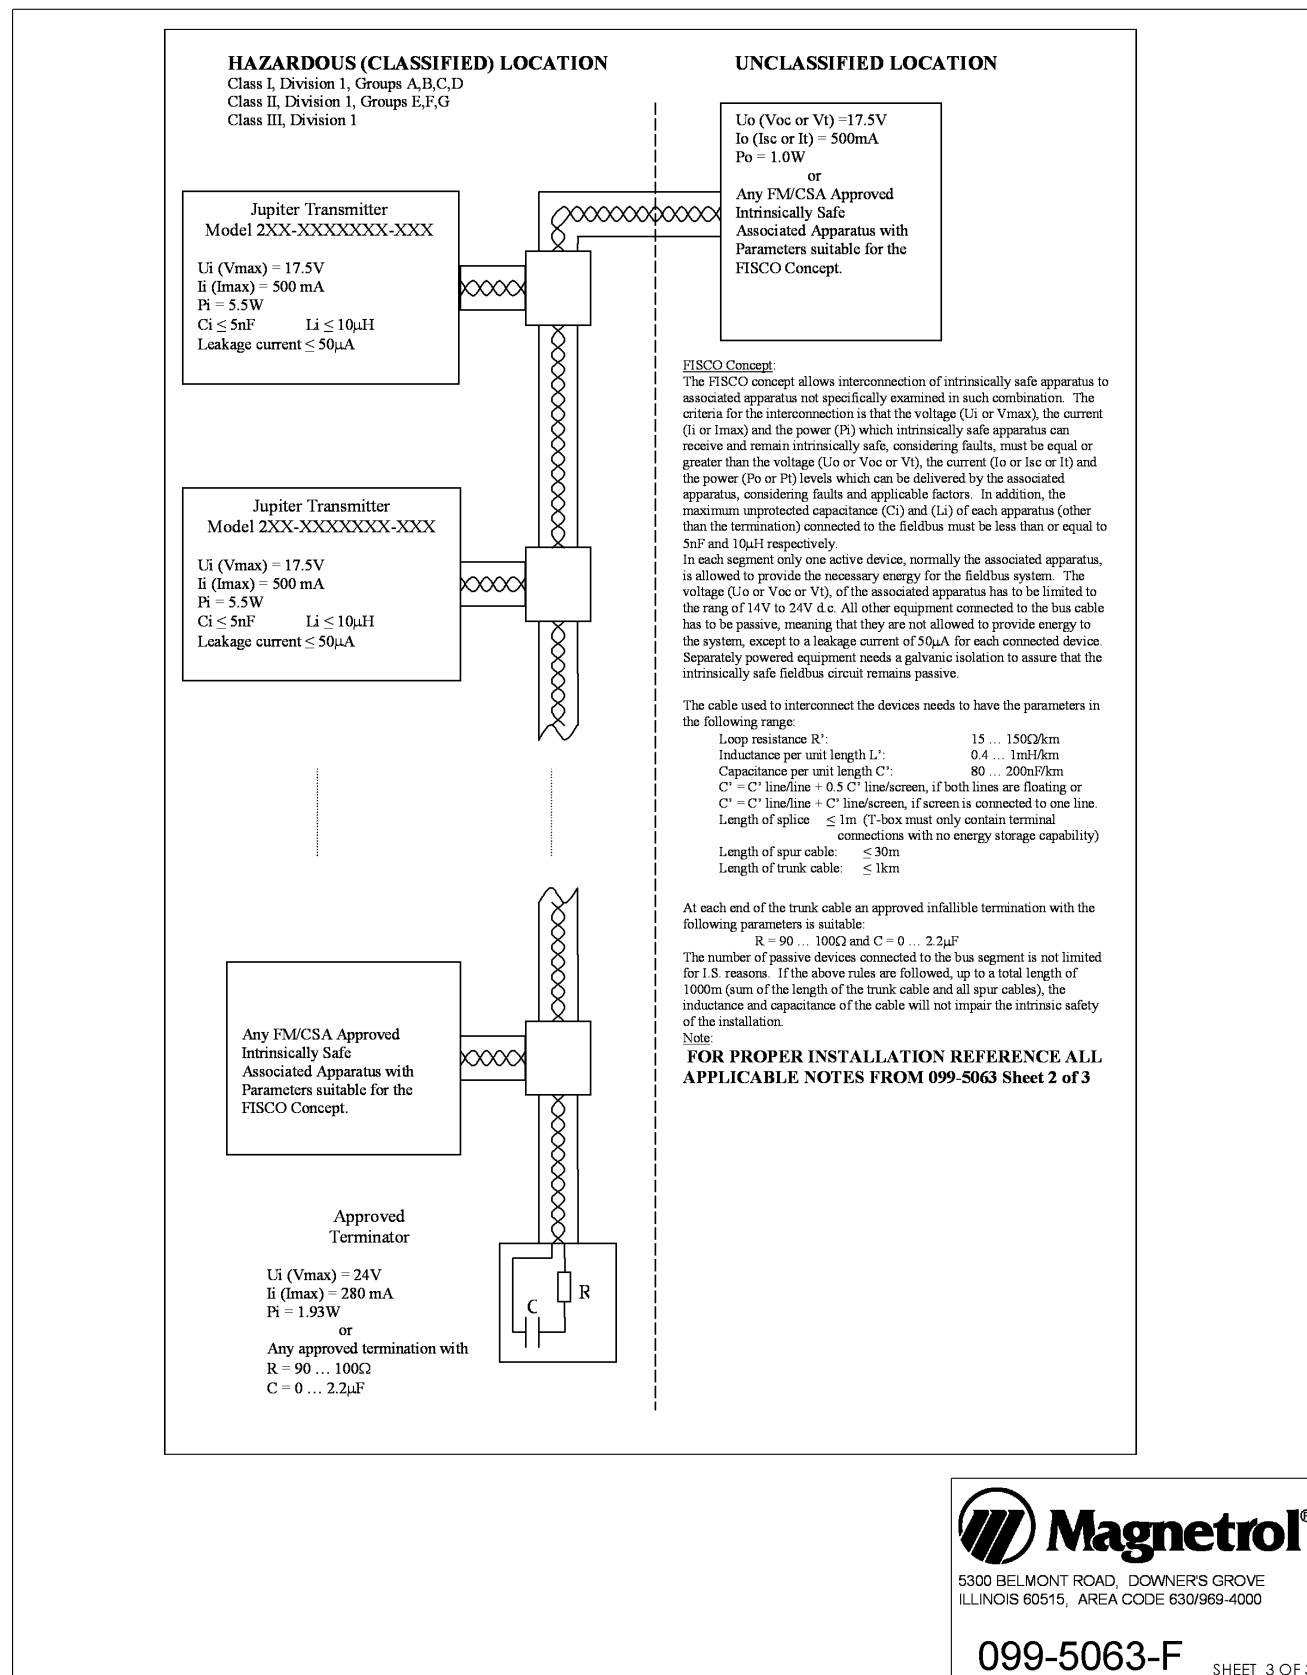 HAZARDOUS (CLASSIFIED) LOCATION
Class I, Division 1, Groups A,B,C,D
Class II, Division 1, Groups E,F,G
Class III, Division 1
UNCLASSIFIED LOCATION
Uo (Voc or Vt) =17.5V
Io (Isc or It) = 500mA
Po = 1.0W
or
Any FM/CSA Approved
Intrinsically Safe
Associated Apparatus with
Parameters suitable for the
FISCO Concept.
Jupiter Transmitter
Model 2XX-XXXXXXX-XXX
Ui (Vmax) = 17.5V
Ii (Imax) = 500 mA
Pi = 5.5W
Ci ≤ 5nF Li ≤ 10μH
Leakage current ≤ 50μA
Jupiter Transmitter
Model 2XX-XXXXXXX-XXX
Ui (Vmax) = 17.5V
Ii (Imax) = 500 mA
Pi = 5.5W
Ci ≤ 5nF Li ≤ 10μH
Leakage current ≤ 50μA
Any FM/CSA Approved
Intrinsically Safe
Associated Apparatus with
Parameters suitable for the
FISCO Concept.
Approved
Terminator
Ui (Vmax) = 24V
Ii (Imax) = 280 mA
Pi = 1.93W
or
Any approved termination with
R = 90 … 100Ω
C = 0 … 2.2μF
R
C
FISCO Concept:
The FISCO concept allows interconnection of intrinsically safe apparatus to
associated apparatus not specifically examined in such combination. The
criteria for the interconnection is that the voltage (Ui or Vmax), the current
(Ii or Imax) and the power (Pi) which intrinsically safe apparatus can
receive and remain intrinsically safe, considering faults, must be equal or
greater than the voltage (Uo or Voc or Vt), the current (Io or Isc or It) and
the power (Po or Pt) levels which can be delivered by the associated
apparatus, considering faults and applicable factors. In addition, the
maximum unprotected capacitance (Ci) and (Li) of each apparatus (other
than the termination) connected to the fieldbus must be less than or equal to
5nF and 10μH respectively.
In each segment only one active device, normally the associated apparatus,
is allowed to provide the necessary energy for the fieldbus system. The
voltage (Uo or Voc or Vt), of the associated apparatus has to be limited to
the rang of 14V to 24V d.c. All other equipment connected to the bus cable
has to be passive, meaning that they are not allowed to provide energy to
the system, except to a leakage current of 50μA for each connected device.
Separately powered equipment needs a galvanic isolation to assure that the
intrinsically safe fieldbus circuit remains passive.
The cable used to interconnect the devices needs to have the parameters in
the following range:
Loop resistance R': 15 … 150Ω/km
Inductance per unit length L': 0.4 … 1mH/km
Capacitance per unit length C': 80 … 200nF/km
C' = C' line/line + 0.5 C' line/screen, if both lines are floating or
C' = C' line/line + C' line/screen, if screen is connected to one line.
Length of splice ≤ 1m (T-box must only contain terminal
connections with no energy storage capability)
Length of spur cable: ≤ 30m
Length of trunk cable: ≤ 1km
At each end of the trunk cable an approved infallible termination with the
following parameters is suitable:
R = 90 … 100Ω and C = 0 … 2.2μF
The number of passive devices connected to the bus segment is not limited
for I.S. reasons. If the above rules are followed, up to a total length of
1000m (sum of the length of the trunk cable and all spur cables), the
inductance and capacitance of the cable will not impair the intrinsic safety
of the installation.
Note:
FOR PROPER INSTALLATION REFERENCE ALL
APPLICABLE NOTES FROM 099-5063 Sheet 2 of 3
Magnetrol®
5300 BELMONT ROAD, DOWNER'S GROVE
ILLINOIS 60515, AREA CODE 630/969-4000
099-5063-F SHEET 3 OF 3